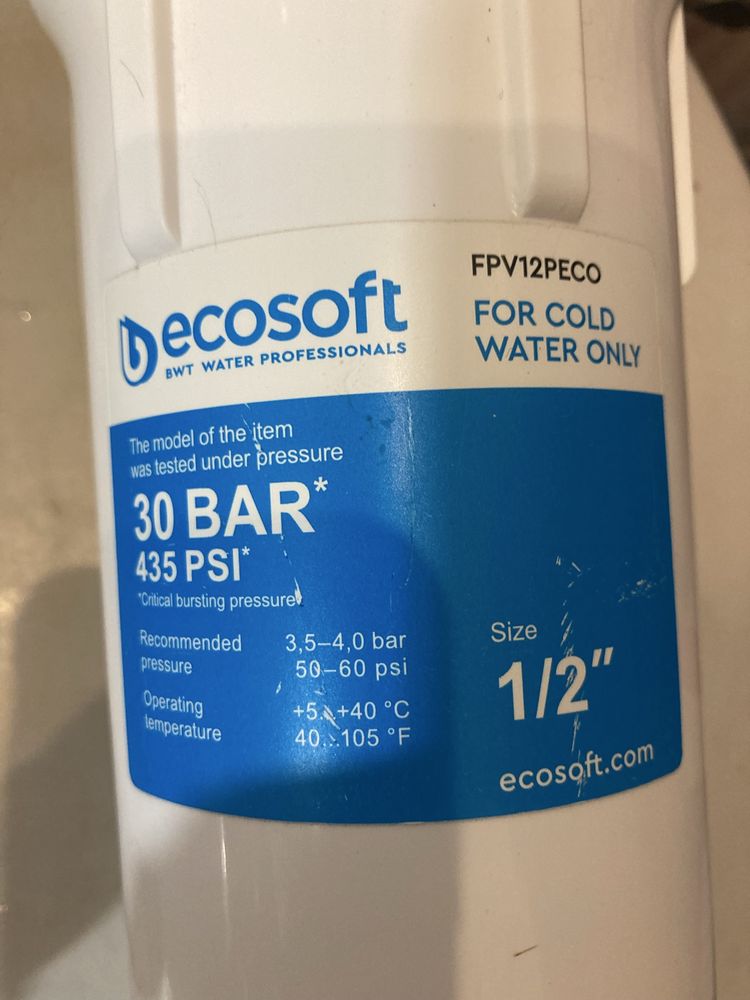 ecosoft
BWT WATER PROFESSIONALS
FPV12PECO
FOR COLD
WATER ONLY
The model of the item
was tested under pressure
30 BAR*
435 PSI*
*Critical bursting pressure
Recommended
pressure
3,5–4,0 bar
50–60 psi
Operating
temperature
+5...+40 °C
40...105 °F
Size
1/2"
ecosoft.com